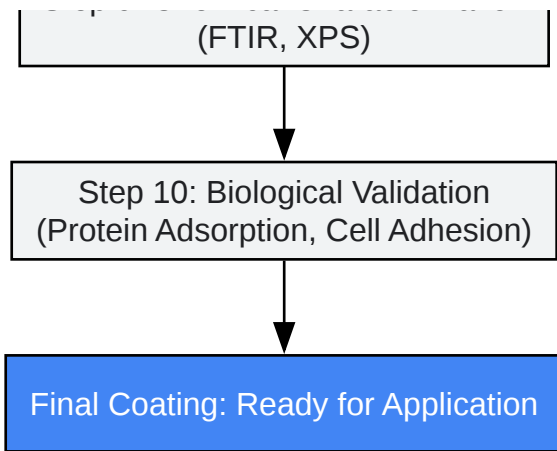 (FTIR, XPS)
Step 10: Biological Validation
(Protein Adsorption, Cell Adhesion)
Final Coating: Ready for Application